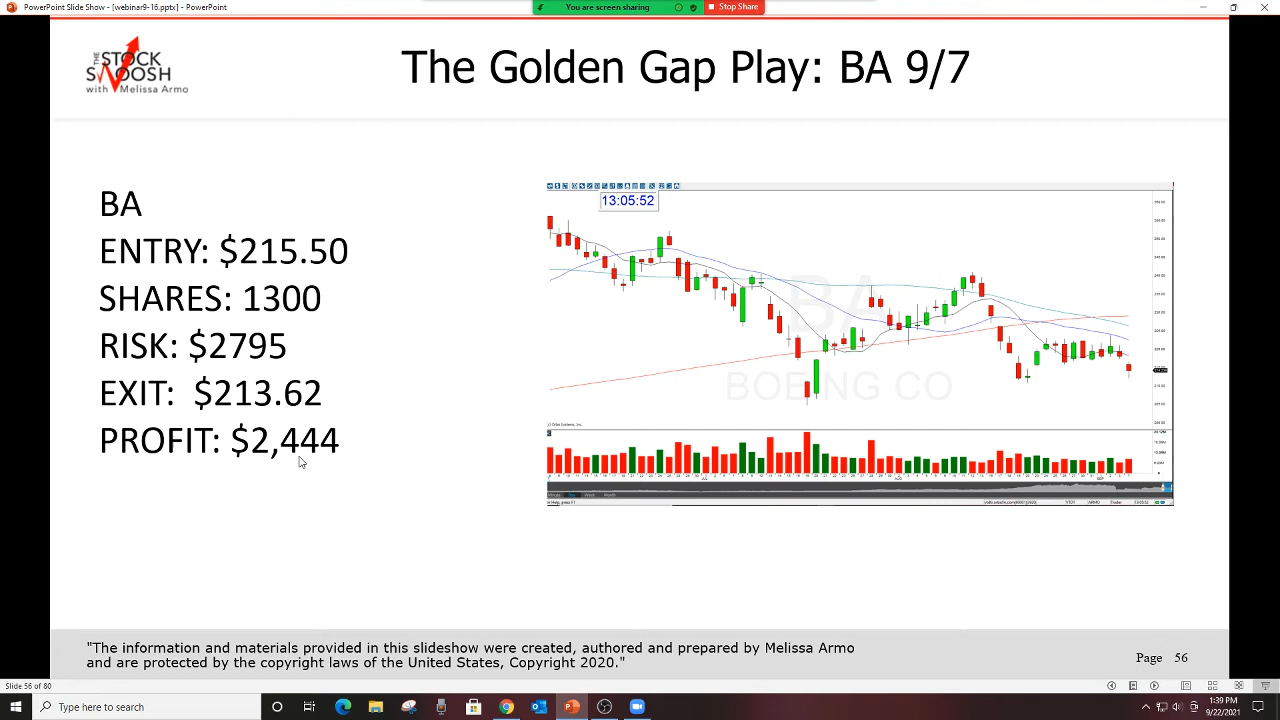 PowerPoint Slide Show - [webinar9-16.pptx] - PowerPoint
You are screen sharing
Stop Share
THE
STOCK
SWOOSH
with Melissa Armo
The Golden Gap Play: BA 9/7
BA
ENTRY: $215.50
SHARES: 1300
RISK: $2795
EXIT: $213.62
PROFIT: $2,444
13:05:52
BA
BOEING CO
Week
Month
"The information and materials provided in this slideshow were created, authored and prepared by Melissa Armo
and are protected by the copyright laws of the United States, Copyright 2020."
Page 56
Slide 56 of 80
Type here to search
1:39 PM
9/22/2021